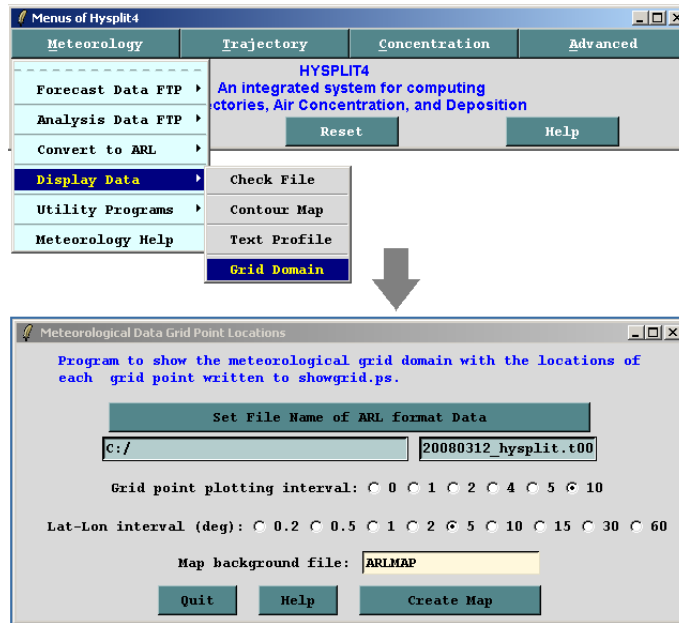 Menus of Hysplit4
Meteorology Trajectory Concentration Advanced
HYSPLIT4
Forecast Data FTP An integrated system for computing
ectories, Air Concentration, and Deposition
Analysis Data FTP
Reset Help
Convert to ARL
Display Data Check File
Utility Programs Contour Map
Meteorology Help Text Profile
Grid Domain
Meteorological Data Grid Point Locations
Program to show the meteorological grid domain with the locations of
each grid point written to showgrid.ps.
Set File Name of ARL format Data
C:/ 20080312_hysplit.t00
Grid point plotting interval: 0 1 2 4 5 10
Lat-Lon interval (deg): 0.2 0.5 1 2 5 10 15 30 60
Map background file: ARLMAP
Quit Help Create Map